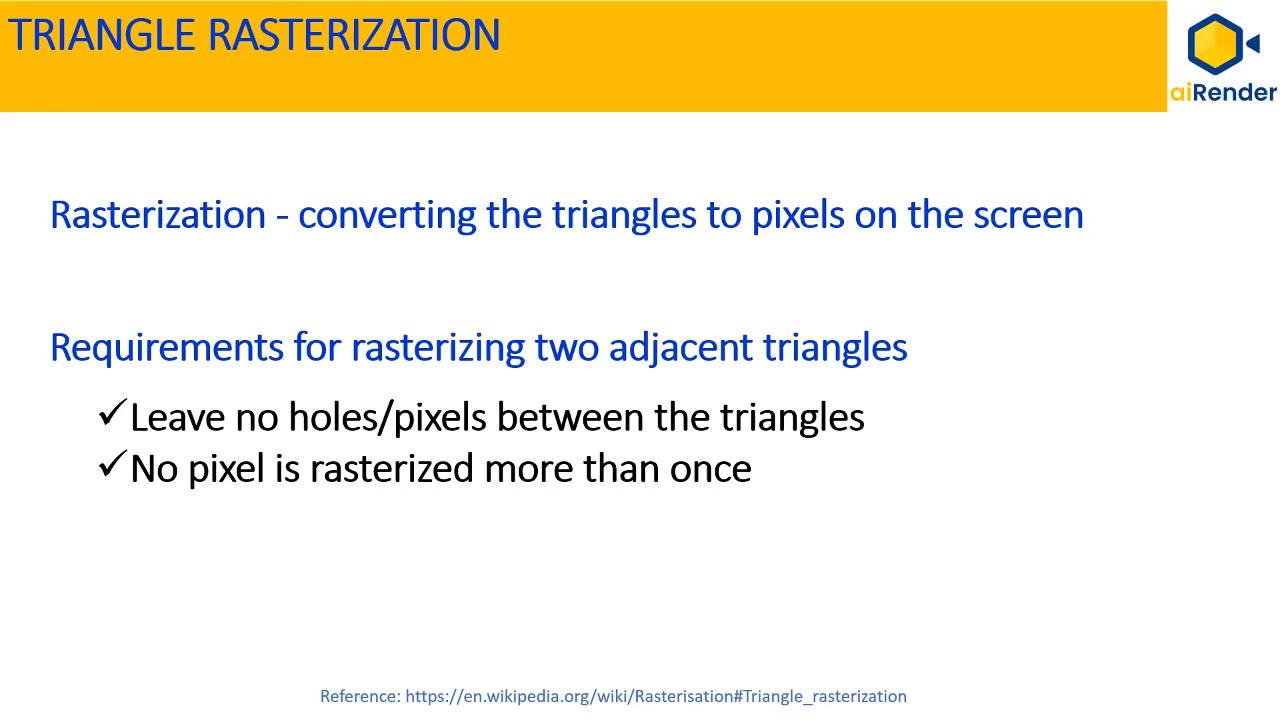 TRIANGLE RASTERIZATION
aiRender
Rasterization - converting the triangles to pixels on the screen
Requirements for rasterizing two adjacent triangles
✓Leave no holes/pixels between the triangles
✓No pixel is rasterized more than once
Reference: https://en.wikipedia.org/wiki/Rasterisation#Triangle_rasterization